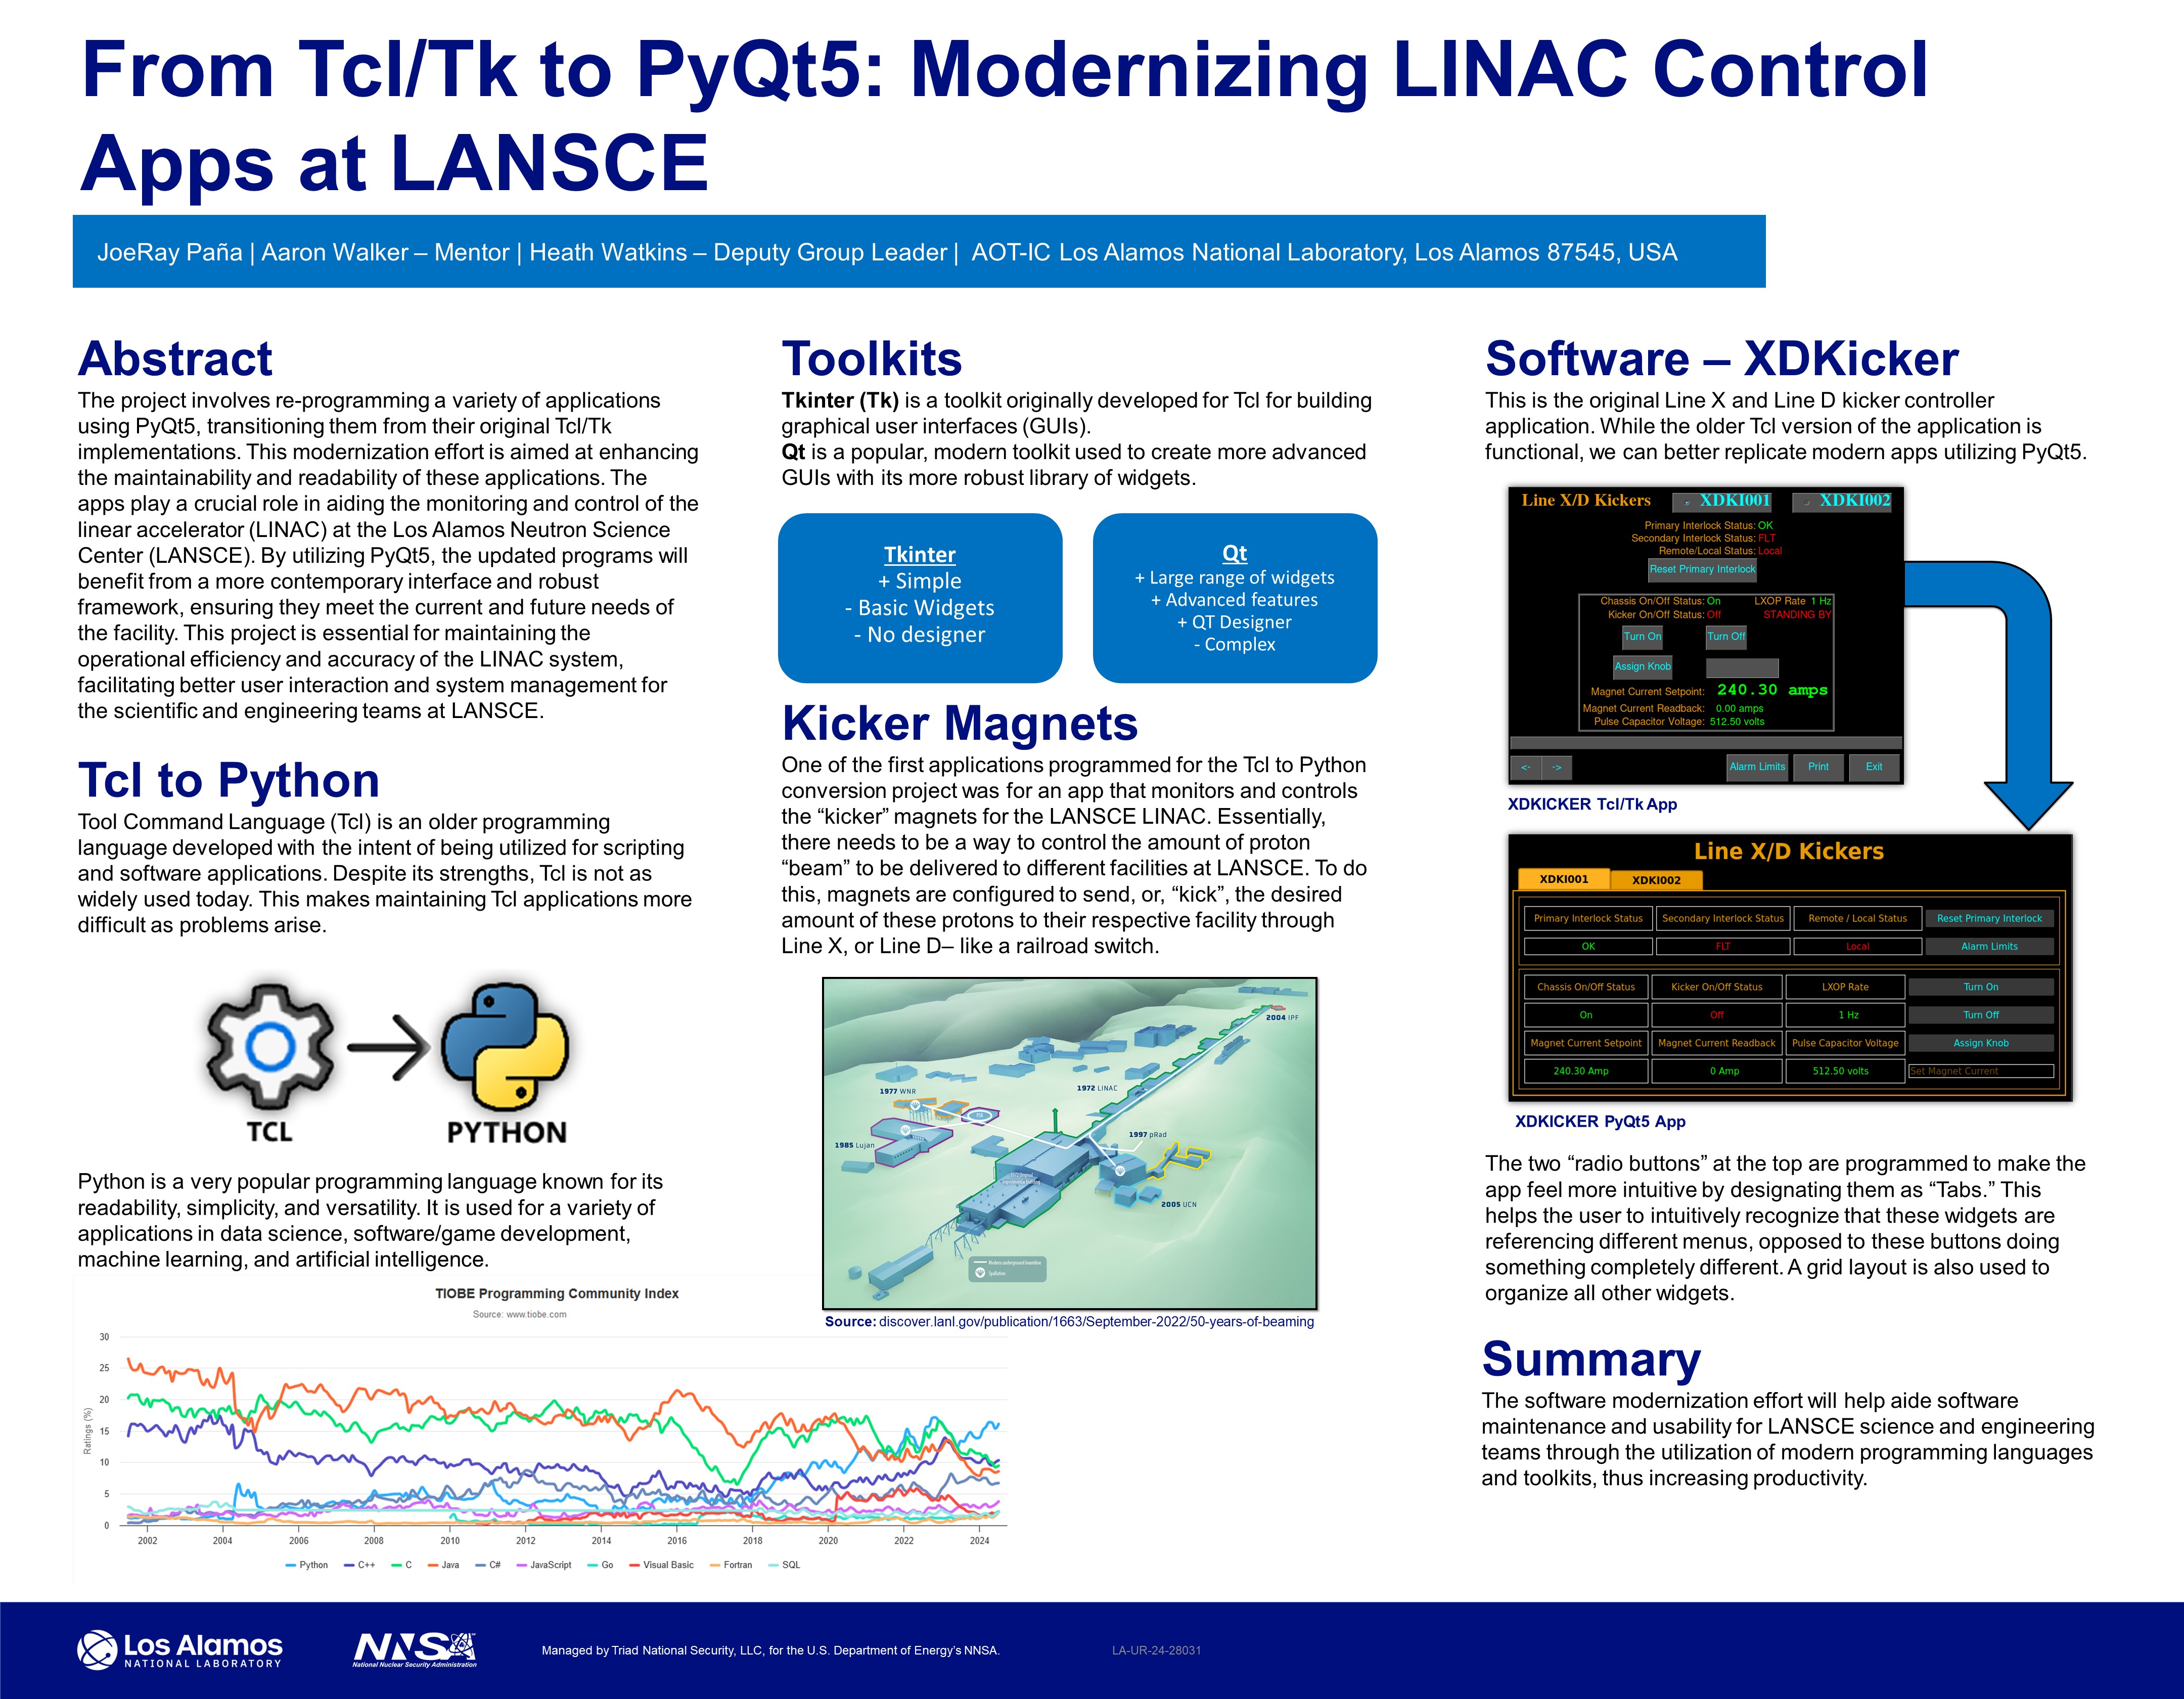 From Tcl/Tk to PyQt5: Modernizing LINAC Control
Apps at LANSCE
JoeRay Paña | Aaron Walker – Mentor | Heath Watkins – Deputy Group Leader | AOT-IC Los Alamos National Laboratory, Los Alamos 87545, USA
Abstract
The project involves re-programming a variety of applications
using PyQt5, transitioning them from their original Tcl/Tk
implementations. This modernization effort is aimed at enhancing
the maintainability and readability of these applications. The
apps play a crucial role in aiding the monitoring and control of the
linear accelerator (LINAC) at the Los Alamos Neutron Science
Center (LANSCE). By utilizing PyQt5, the updated programs will
benefit from a more contemporary interface and robust
framework, ensuring they meet the current and future needs of
the facility. This project is essential for maintaining the
operational efficiency and accuracy of the LINAC system,
facilitating better user interaction and system management for
the scientific and engineering teams at LANSCE.
Tcl to Python
Tool Command Language (Tcl) is an older programming
language developed with the intent of being utilized for scripting
and software applications. Despite its strengths, Tcl is not as
widely used today. This makes maintaining Tcl applications more
difficult as problems arise.
TCL
PYTHON
Python is a very popular programming language known for its
readability, simplicity, and versatility. It is used for a variety of
applications in data science, software/game development,
machine learning, and artificial intelligence.
TIOBE Programming Community Index
Source: www.tiobe.com
Ratings (%)
30
25
20
15
10
5
0
2002 2004 2006 2008 2010 2012 2014 2016 2018 2020 2022 2024
Python C++ C Java C# JavaScript Go Visual Basic Fortran SQL
Toolkits
Tkinter (Tk) is a toolkit originally developed for Tcl for building
graphical user interfaces (GUIs).
Qt is a popular, modern toolkit used to create more advanced
GUIs with its more robust library of widgets.
Tkinter
+ Simple
- Basic Widgets
- No designer
Qt
+ Large range of widgets
+ Advanced features
+ QT Designer
- Complex
Kicker Magnets
One of the first applications programmed for the Tcl to Python
conversion project was for an app that monitors and controls
the “kicker” magnets for the LANSCE LINAC. Essentially,
there needs to be a way to control the amount of proton
“beam” to be delivered to different facilities at LANSCE. To do
this, magnets are configured to send, or, “kick”, the desired
amount of these protons to their respective facility through
Line X, or Line D– like a railroad switch.
2004 IPF
1977 WNR
1972 LINAC
1985 Lujan
1997 pRad
2005 UCN
Spallation
Source: discover.lanl.gov/publication/1663/September-2022/50-years-of-beaming
Software – XDKicker
This is the original Line X and Line D kicker controller
application. While the older Tcl version of the application is
functional, we can better replicate modern apps utilizing PyQt5.
Line X/D Kickers XDKI001 XDKI002
Primary Interlock Status: OK
Secondary Interlock Status: FLT
Remote/Local Status: Local
Reset Primary Interlock
Chassis On/Off Status: On LXOP Rate 1 Hz
Kicker On/Off Status: Off STANDING BY
Turn On Turn Off
Assign Knob
Magnet Current Setpoint: 240.30 amps
Magnet Current Readback: 0.00 amps
Pulse Capacitor Voltage: 512.50 volts
<- -> Alarm Limits Print Exit
XDKICKER Tcl/Tk App
Line X/D Kickers
XDKI001 XDKI002
Primary Interlock Status Secondary Interlock Status Remote / Local Status Reset Primary Interlock
OK FLT Local Alarm Limits
Chassis On/Off Status Kicker On/Off Status LXOP Rate Turn On
On Off 1 Hz Turn Off
Magnet Current Setpoint Magnet Current Readback Pulse Capacitor Voltage Assign Knob
240.30 Amp 0 Amp 512.50 volts Set Magnet Current
XDKICKER PyQt5 App
The two “radio buttons” at the top are programmed to make the
app feel more intuitive by designating them as “Tabs.” This
helps the user to intuitively recognize that these widgets are
referencing different menus, opposed to these buttons doing
something completely different. A grid layout is also used to
organize all other widgets.
Summary
The software modernization effort will help aide software
maintenance and usability for LANSCE science and engineering
teams through the utilization of modern programming languages
and toolkits, thus increasing productivity.
Los Alamos
NATIONAL LABORATORY
NNSA
National Nuclear Security Administration
Managed by Triad National Security, LLC, for the U.S. Department of Energy’s NNSA.
LA-UR-24-28031